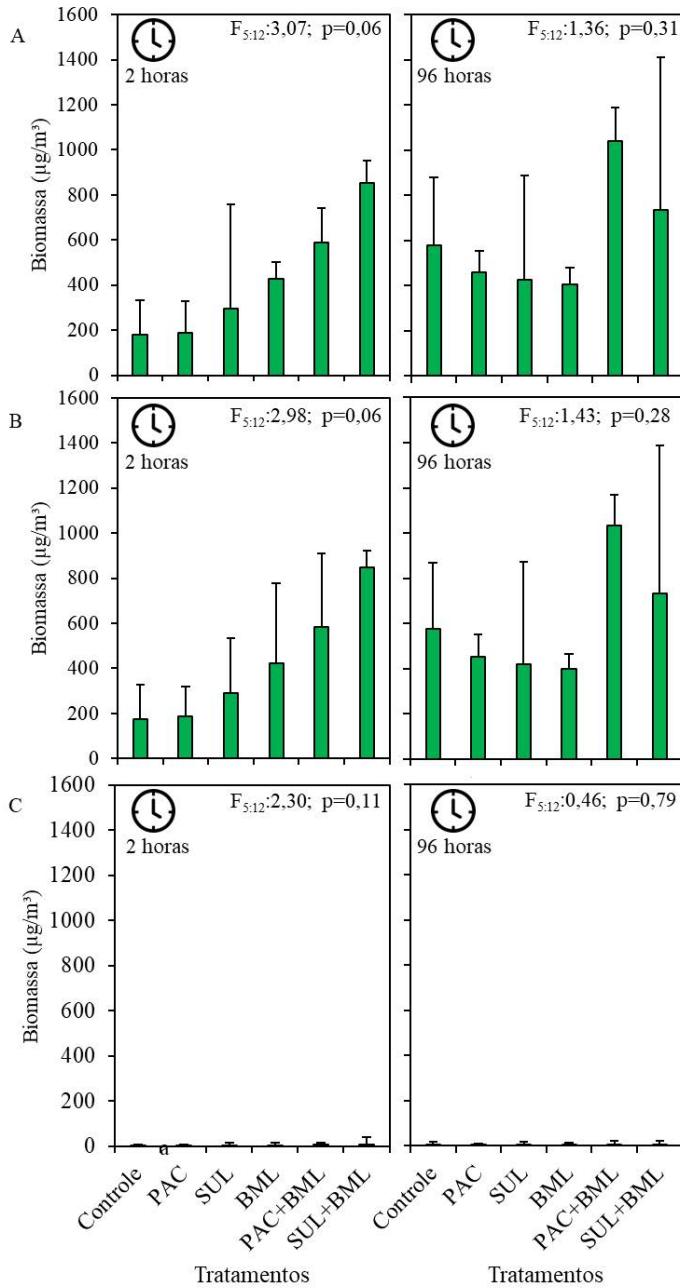 A
1600
1400
1200
1000
800
600
400
200
0
Biomassa (µg/m³)
2 horas
F5:12:3,07; p=0,06
96 horas
F5:12:1,36; p=0,31
B
1600
1400
1200
1000
800
600
400
200
0
Biomassa (µg/m³)
2 horas
F5:12:2,98; p=0,06
96 horas
F5:12:1,43; p=0,28
C
1600
1400
1200
1000
800
600
400
200
0
Biomassa (µg/m³)
2 horas
F5:12:2,30; p=0,11
96 horas
F5:12:0,46; p=0,79
Controle
PAC
SUL
BML
PAC+BML
SUL+BML
Tratamentos
Controle
PAC
SUL
BML
PAC+BML
SUL+BML
Tratamentos